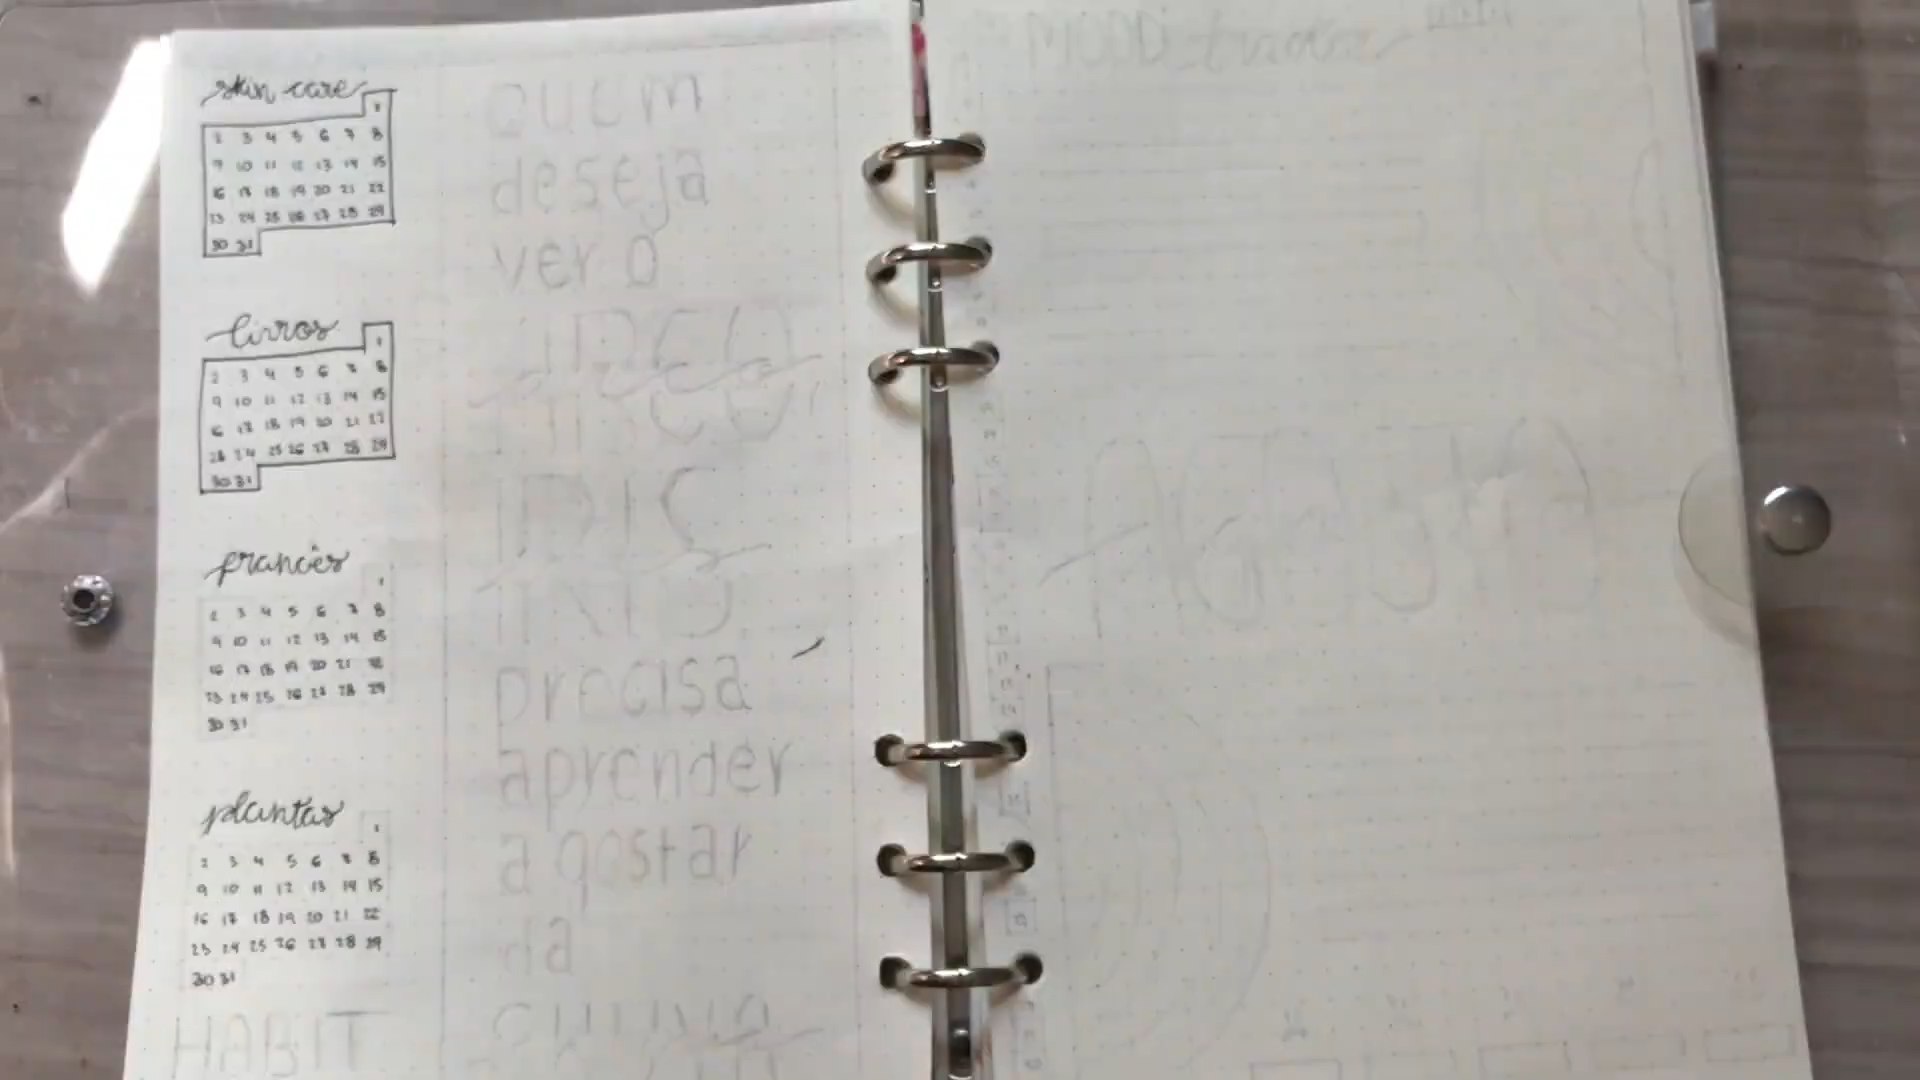 skin care
1
2 3 4 5 6 7 8
9 10 11 12 13 14 15
16 17 18 19 20 21 22
23 24 25 26 27 28 29
30 31
livros
1
2 3 4 5 6 7 8
9 10 11 12 13 14 15
16 17 18 19 20 21 22
23 24 25 26 27 28 29
30 31
francês
1
2 3 4 5 6 7 8
9 10 11 12 13 14 15
16 17 18 19 20 21 22
23 24 25 26 27 28 29
30 31
plantas
1
2 3 4 5 6 7 8
9 10 11 12 13 14 15
16 17 18 19 20 21 22
23 24 25 26 27 28 29
30 31
HABIT
quem
deseja
ver o
precisa
aprender
a gostar
da
MOOD